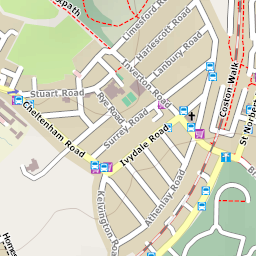 path
Limesford Road
Harlescott Road
Lanbury Road
Inverton Road
Stuart Road
Rye Road
Surrey Road
Cheltenham Road
Ivydale Road
Coston Walk
St Norbert
Athenlay Road
Kelvington Road